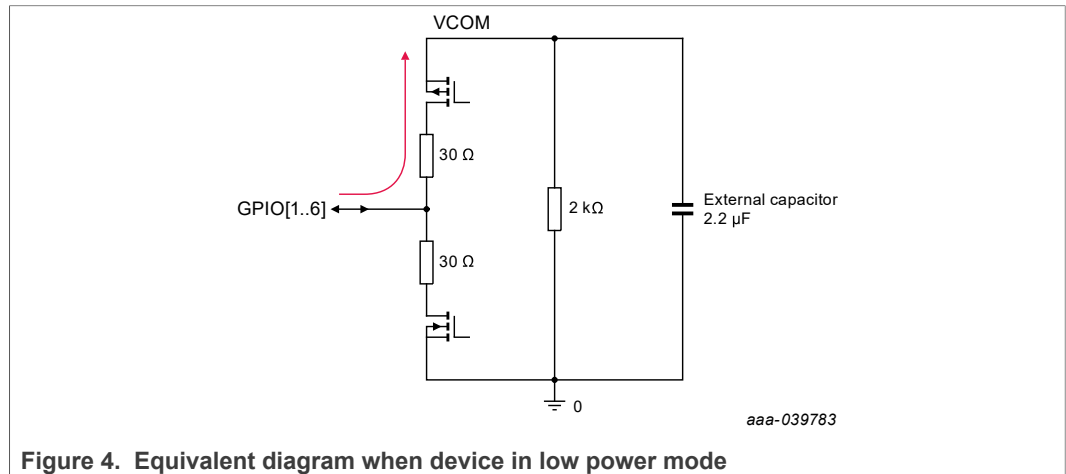 VCOM
30 Ω
GPIO[1..6]
2 kΩ
External capacitor
2.2 µF
30 Ω
0
aaa-039783
Figure 4. Equivalent diagram when device in low power mode